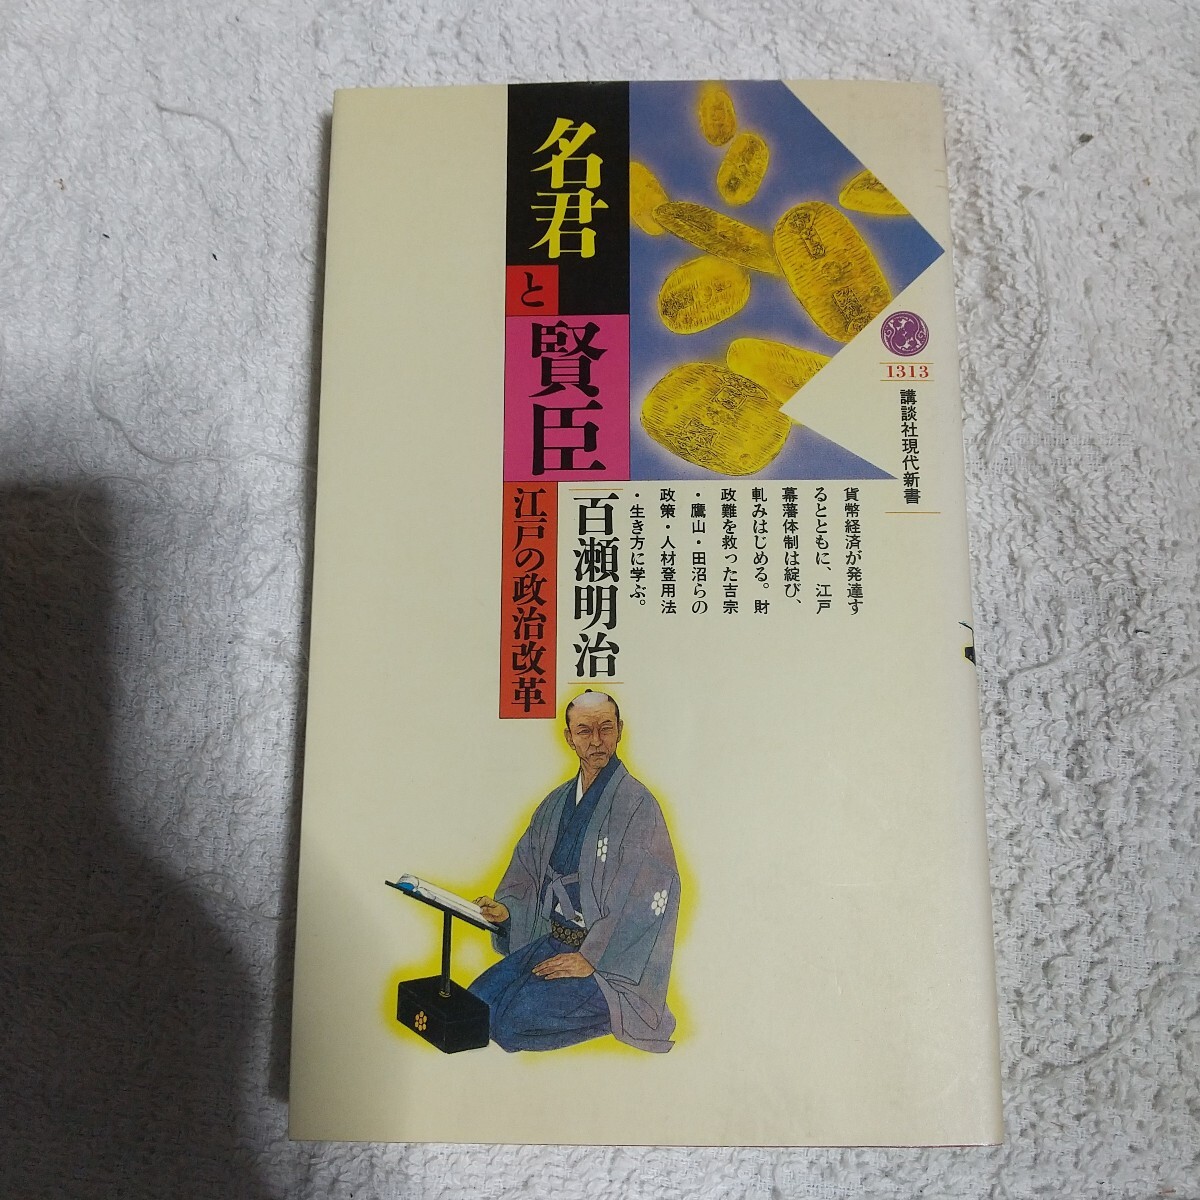 名君
と
賢臣
江戸の政治改革
百瀬明治
1313
講談社現代新書
貨幣経済が発達す
るとともに、江戸
幕藩体制は綻び、
軋みはじめる。財
政難を救った吉宗
・鷹山・田沼らの
政策・人材登用法
・生き方に学ぶ。